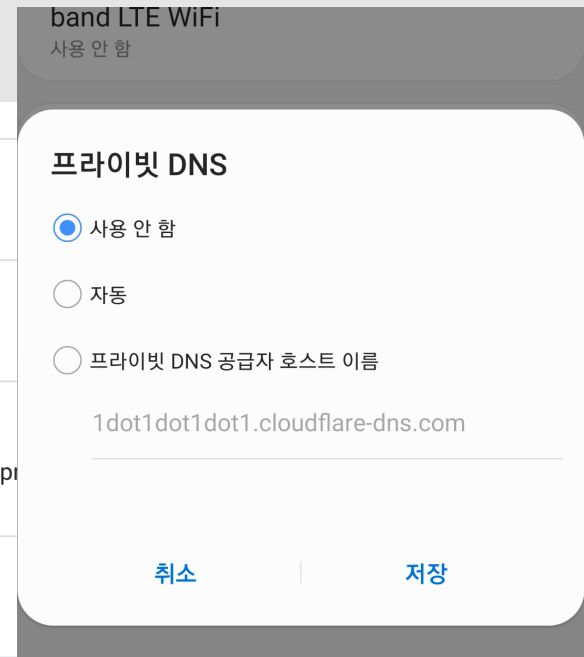 band LTE WiFi
사용 안 함
프라이빗 DNS
사용 안 함
자동
프라이빗 DNS 공급자 호스트 이름
1dot1dot1dot1.cloudflare-dns.com
취소
저장